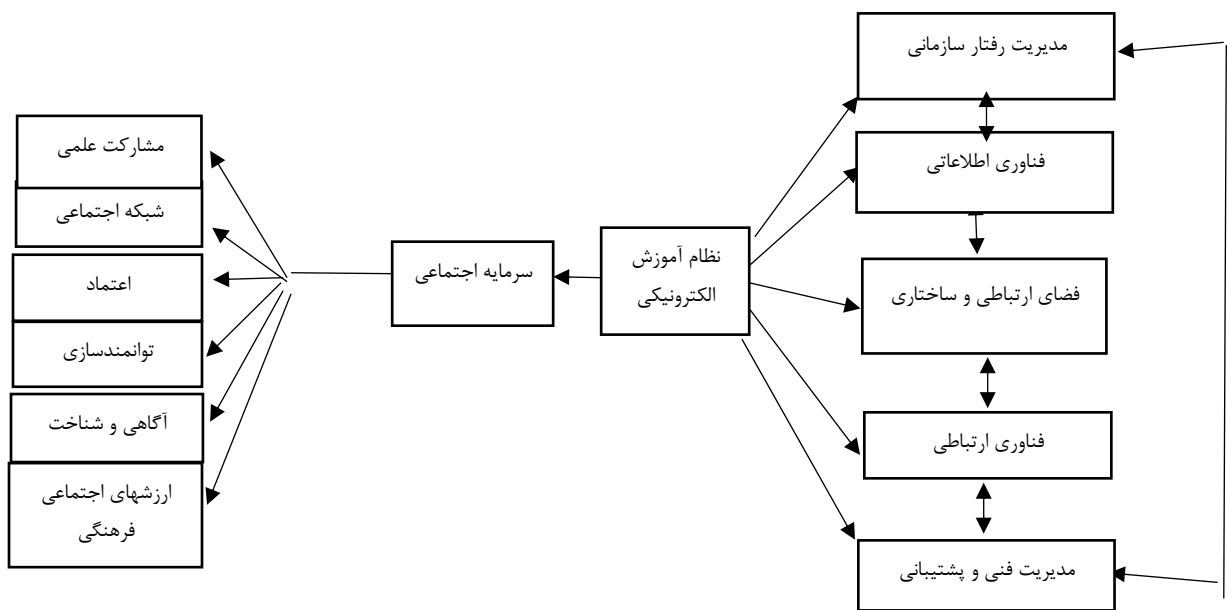 مدیریت رفتار سازمانی
فناوری اطلاعاتی
فضای ارتباطی و ساختاری
فناوری ارتباطی
مدیریت فنی و پشتیبانی
نظام آموزش
الکترونیکی
سرمایه اجتماعی
مشارکت علمی
شبکه اجتماعی
اعتماد
توانمندسازی
آگاهی و شناخت
ارزشهای اجتماعی
فرهنگی